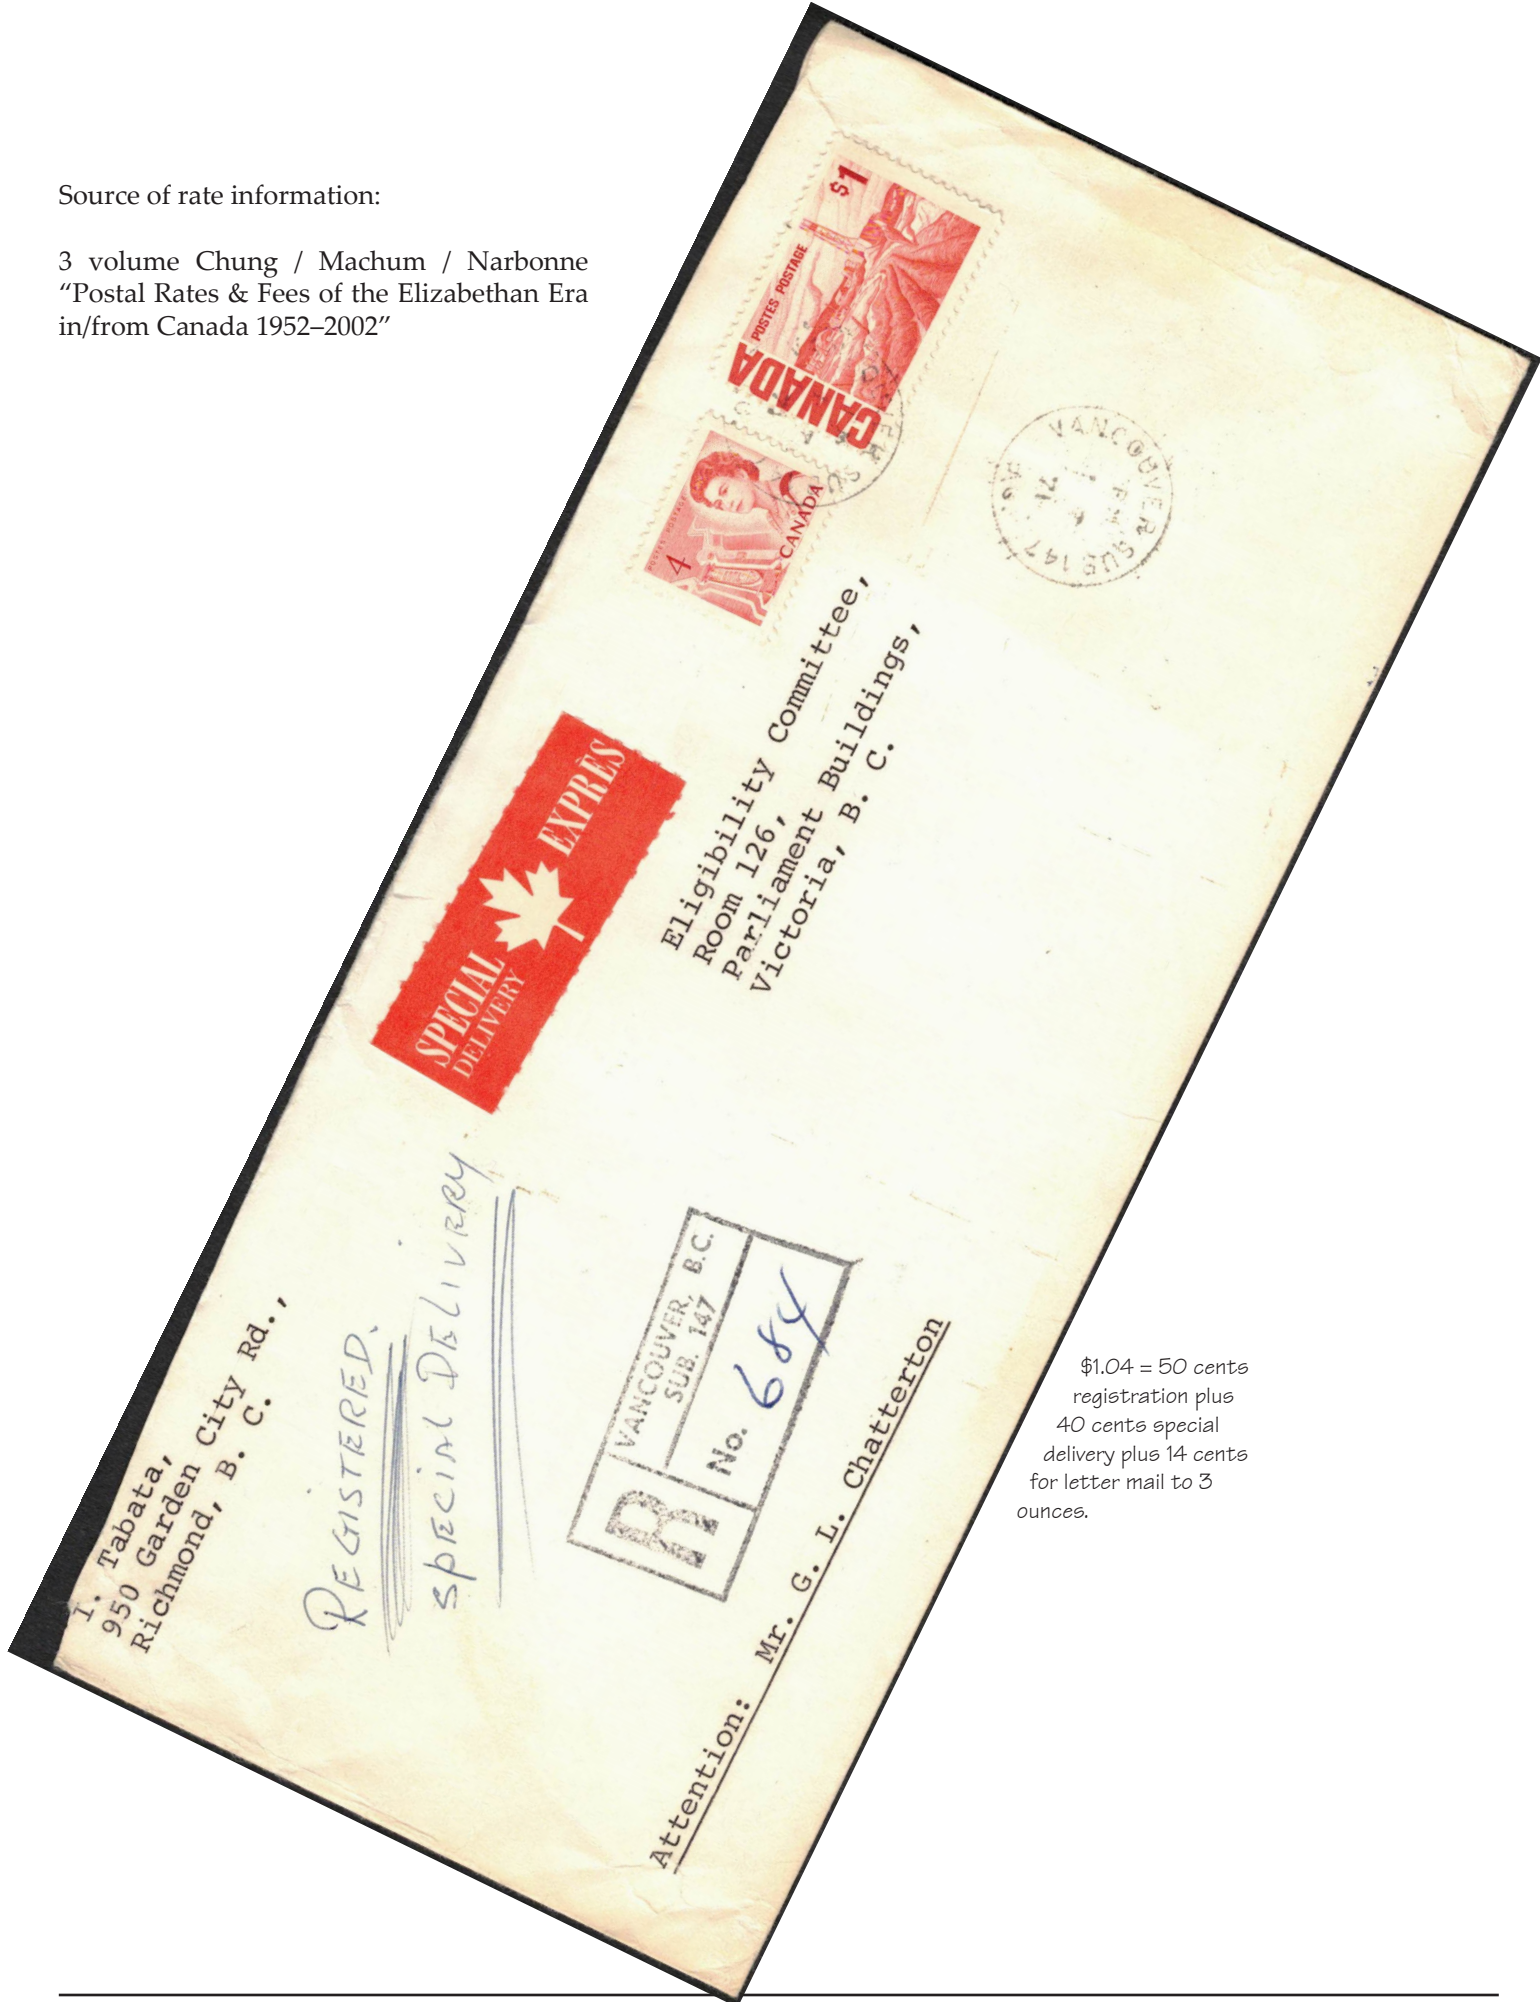 Source of rate information:
3 volume Chung / Machum / Narbonne
“Postal Rates & Fees of the Elizabethan Era
in/from Canada 1952–2002”
$1
POSTES POSTAGE
CANADA
POSTES POSTAGE
4
CANADA
VANCOUVER SUB 147
PM
71
SPECIAL
DELIVERY
EXPRÈS
Eligibility Committee,
Room 126,
Parliament Buildings,
Victoria, B. C.
I. Tabata,
950 Garden City Rd.,
Richmond, B. C.
REGISTERED.
SPECIAL DELIVERY
R
VANCOUVER, B.C.
SUB. 147
No. 684
Attention: Mr. G. L. Chatterton
$1.04 = 50 cents
registration plus
40 cents special
delivery plus 14 cents
for letter mail to 3
ounces.